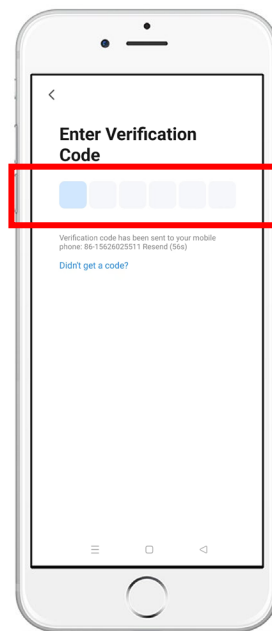 Enter Verification
Code
Verification code has been sent to your mobile
phone: 86-15626025511 Resend (56s)
Didn't get a code?